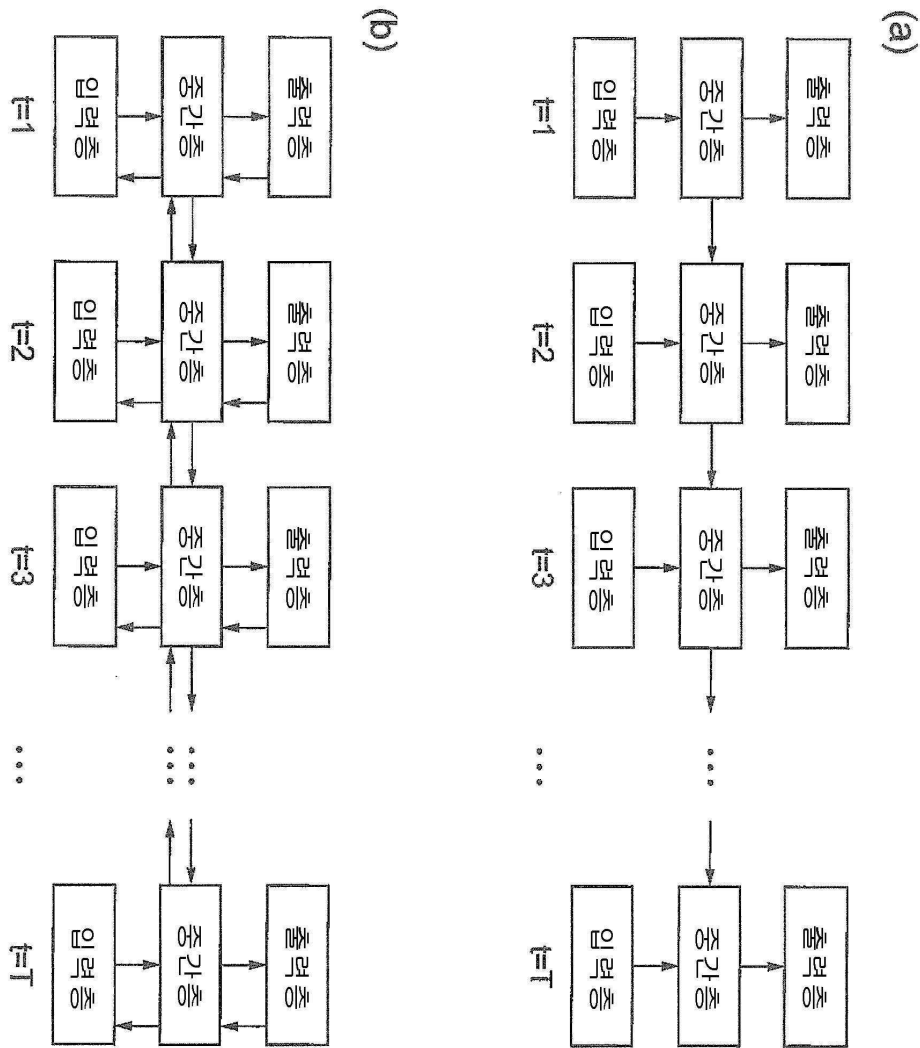 (a)
출력층 출력층 출력층 출력층
중간층 중간층 중간층 ... 중간층
입력층 입력층 입력층 입력층
t=1 t=2 t=3 ... t=T
(b)
출력층 출력층 출력층 출력층
중간층 중간층 중간층 ... ... 중간층
입력층 입력층 입력층 입력층
t=1 t=2 t=3 ... t=T